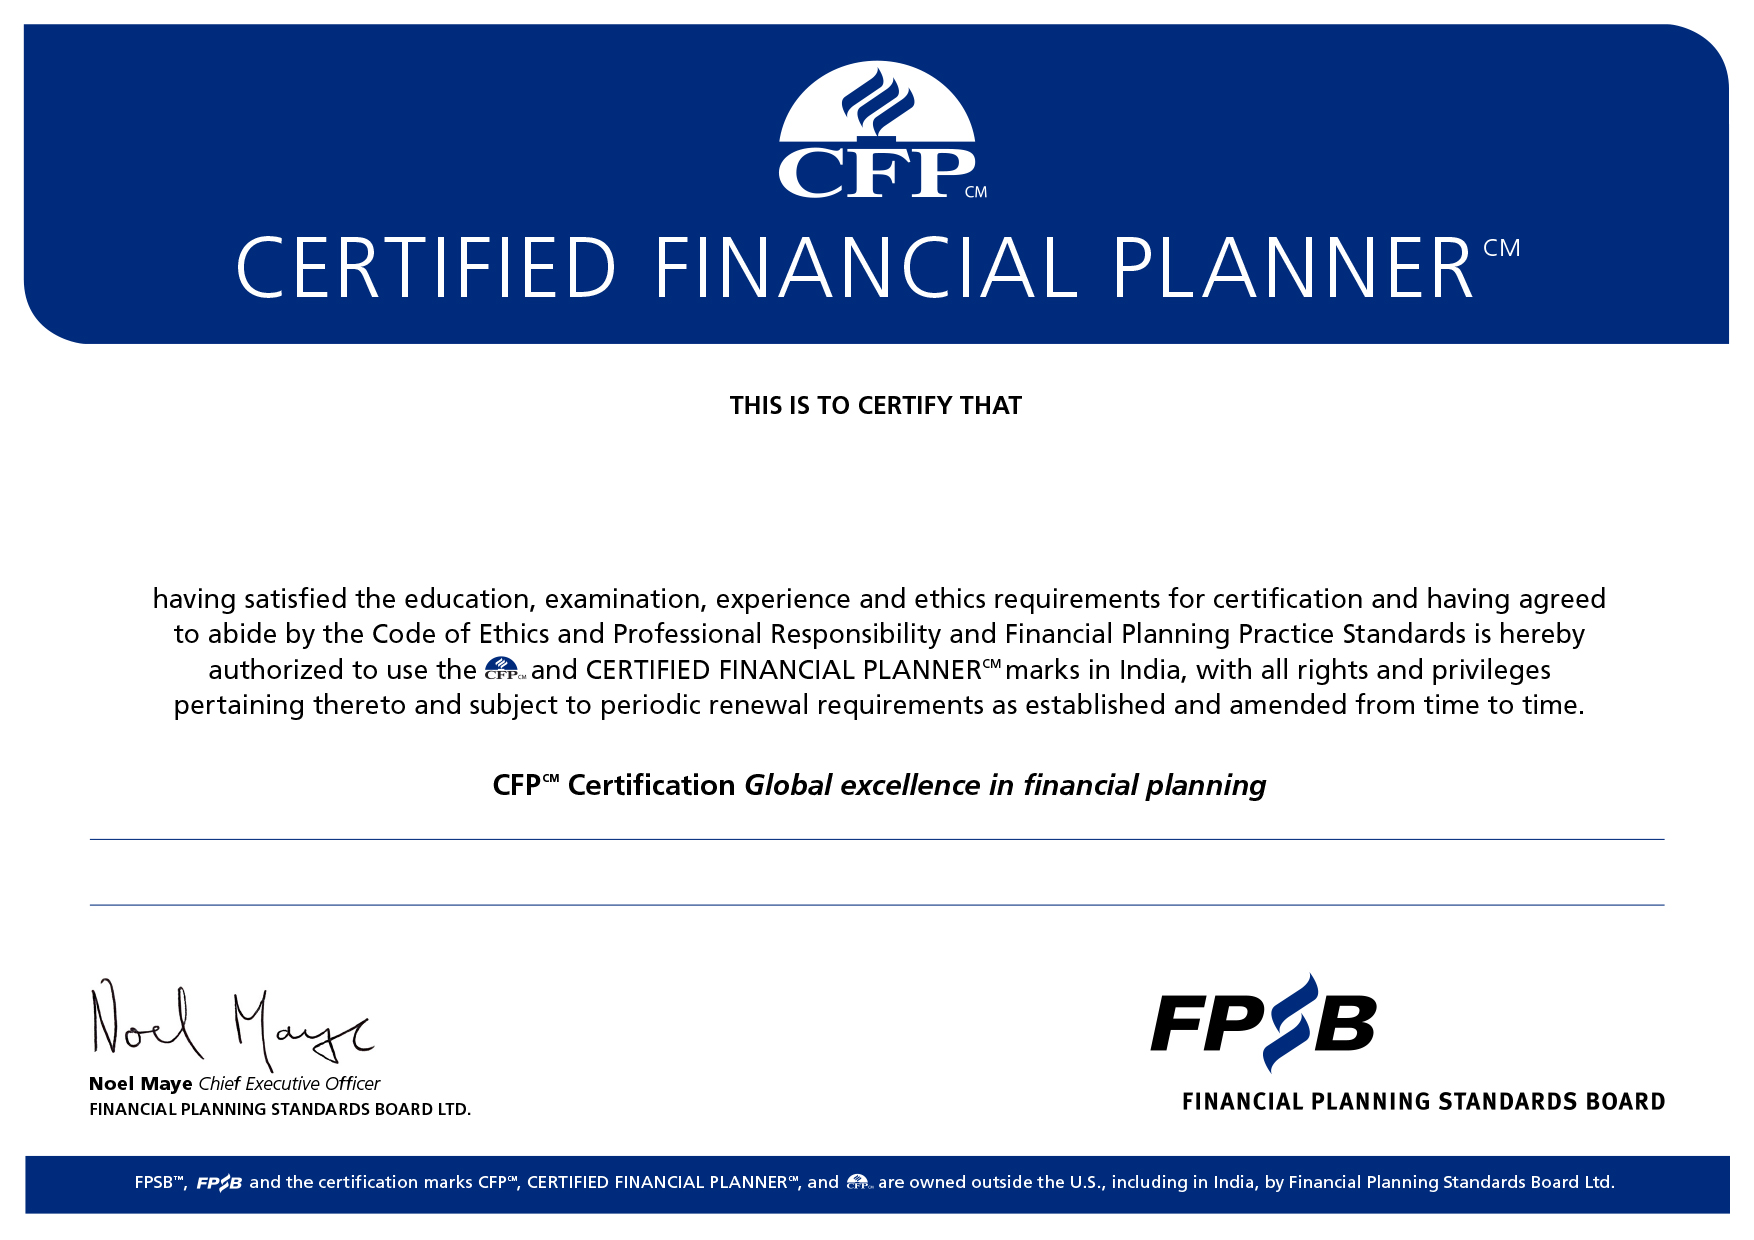 CFP CM
CERTIFIED FINANCIAL PLANNER CM
THIS IS TO CERTIFY THAT
having satisfied the education, examination, experience and ethics requirements for certification and having agreed
to abide by the Code of Ethics and Professional Responsibility and Financial Planning Practice Standards is hereby
authorized to use the CFP CM and CERTIFIED FINANCIAL PLANNER CM marks in India, with all rights and privileges
pertaining thereto and subject to periodic renewal requirements as established and amended from time to time.
CFP CM Certification Global excellence in financial planning
Noel Maye
Noel Maye Chief Executive Officer
FINANCIAL PLANNING STANDARDS BOARD LTD.
FPSB
FINANCIAL PLANNING STANDARDS BOARD
FPSB™, FPSB and the certification marks CFP CM, CERTIFIED FINANCIAL PLANNER CM, and CFP CM are owned outside the U.S., including in India, by Financial Planning Standards Board Ltd.